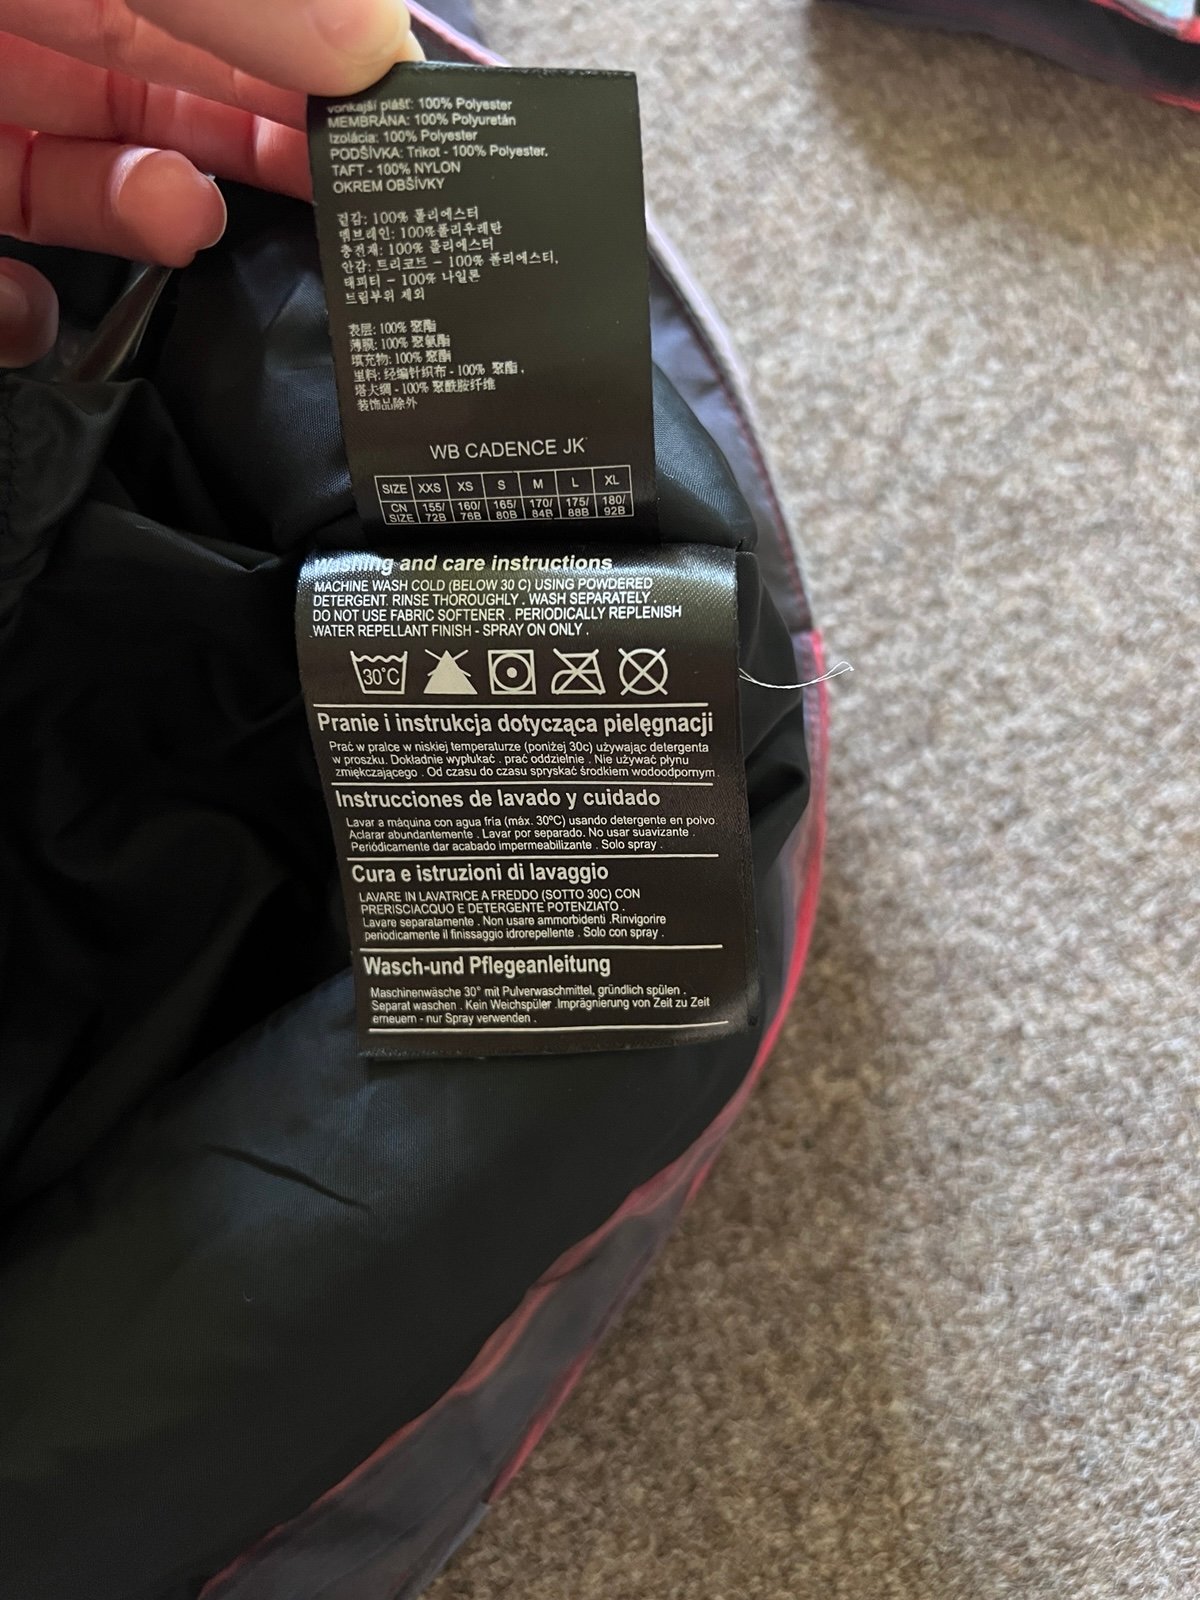 vonkajší plášť: 100% Polyester
MEMBRÁNA: 100% Polyuretán
Izolácia: 100% Polyester
PODŠÍVKA: Trikot - 100% Polyester,
TAFT - 100% NYLON
OKREM OBŠÍVKY
겉감: 100% 폴리에스터
멤브레인: 100%폴리우레탄
충전재: 100% 폴리에스터
안감: 트리코드 - 100% 폴리에스터,
태피터 - 100% 나일론
트림부위 제외
表层: 100% 聚酯
薄膜: 100% 聚氨酯
填充物: 100% 聚酯
里料: 经编针织布 - 100% 聚酯,
塔夫绸 - 100% 聚酰胺纤维
装饰品除外
WB CADENCE JK
SIZE XXS XS S M L XL
CN SIZE 155/72B 160/76B 165/80B 170/84B 175/88B 180/92B
Washing and care instructions
MACHINE WASH COLD (BELOW 30 C) USING POWDERED
DETERGENT. RINSE THOROUGHLY . WASH SEPARATELY .
DO NOT USE FABRIC SOFTENER . PERIODICALLY REPLENISH
WATER REPELLANT FINISH - SPRAY ON ONLY .
30°C
Pranie i instrukcja dotycząca pielęgnacji
Prać w pralce w niskiej temperaturze (poniżej 30c) używając detergenta
w proszku. Dokładnie wypłukać . prać oddzielnie . Nie używać płynu
zmiękczającego . Od czasu do czasu spryskać środkiem wodoodpornym.
Instrucciones de lavado y cuidado
Lavar a máquina con agua fria (máx. 30ºC) usando detergente en polvo.
Aclarar abundantemente . Lavar por separado. No usar suavizante .
Periódicamente dar acabado impermeabilizante . Solo spray .
Cura e istruzioni di lavaggio
LAVARE IN LAVATRICE A FREDDO (SOTTO 30C) CON
PRERISCIACQUO E DETERGENTE POTENZIATO .
Lavare separatamente . Non usare ammorbidenti .Rinvigorire
periodicamente il finissaggio idrorepellente . Solo con spray .
Wasch-und Pflegeanleitung
Maschinenwäsche 30° mit Pulverwaschmittel, gründlich spülen .
Separat waschen . Kein Weichspüler .Imprägnierung von Zeit zu Zeit
erneuern - nur Spray verwenden .